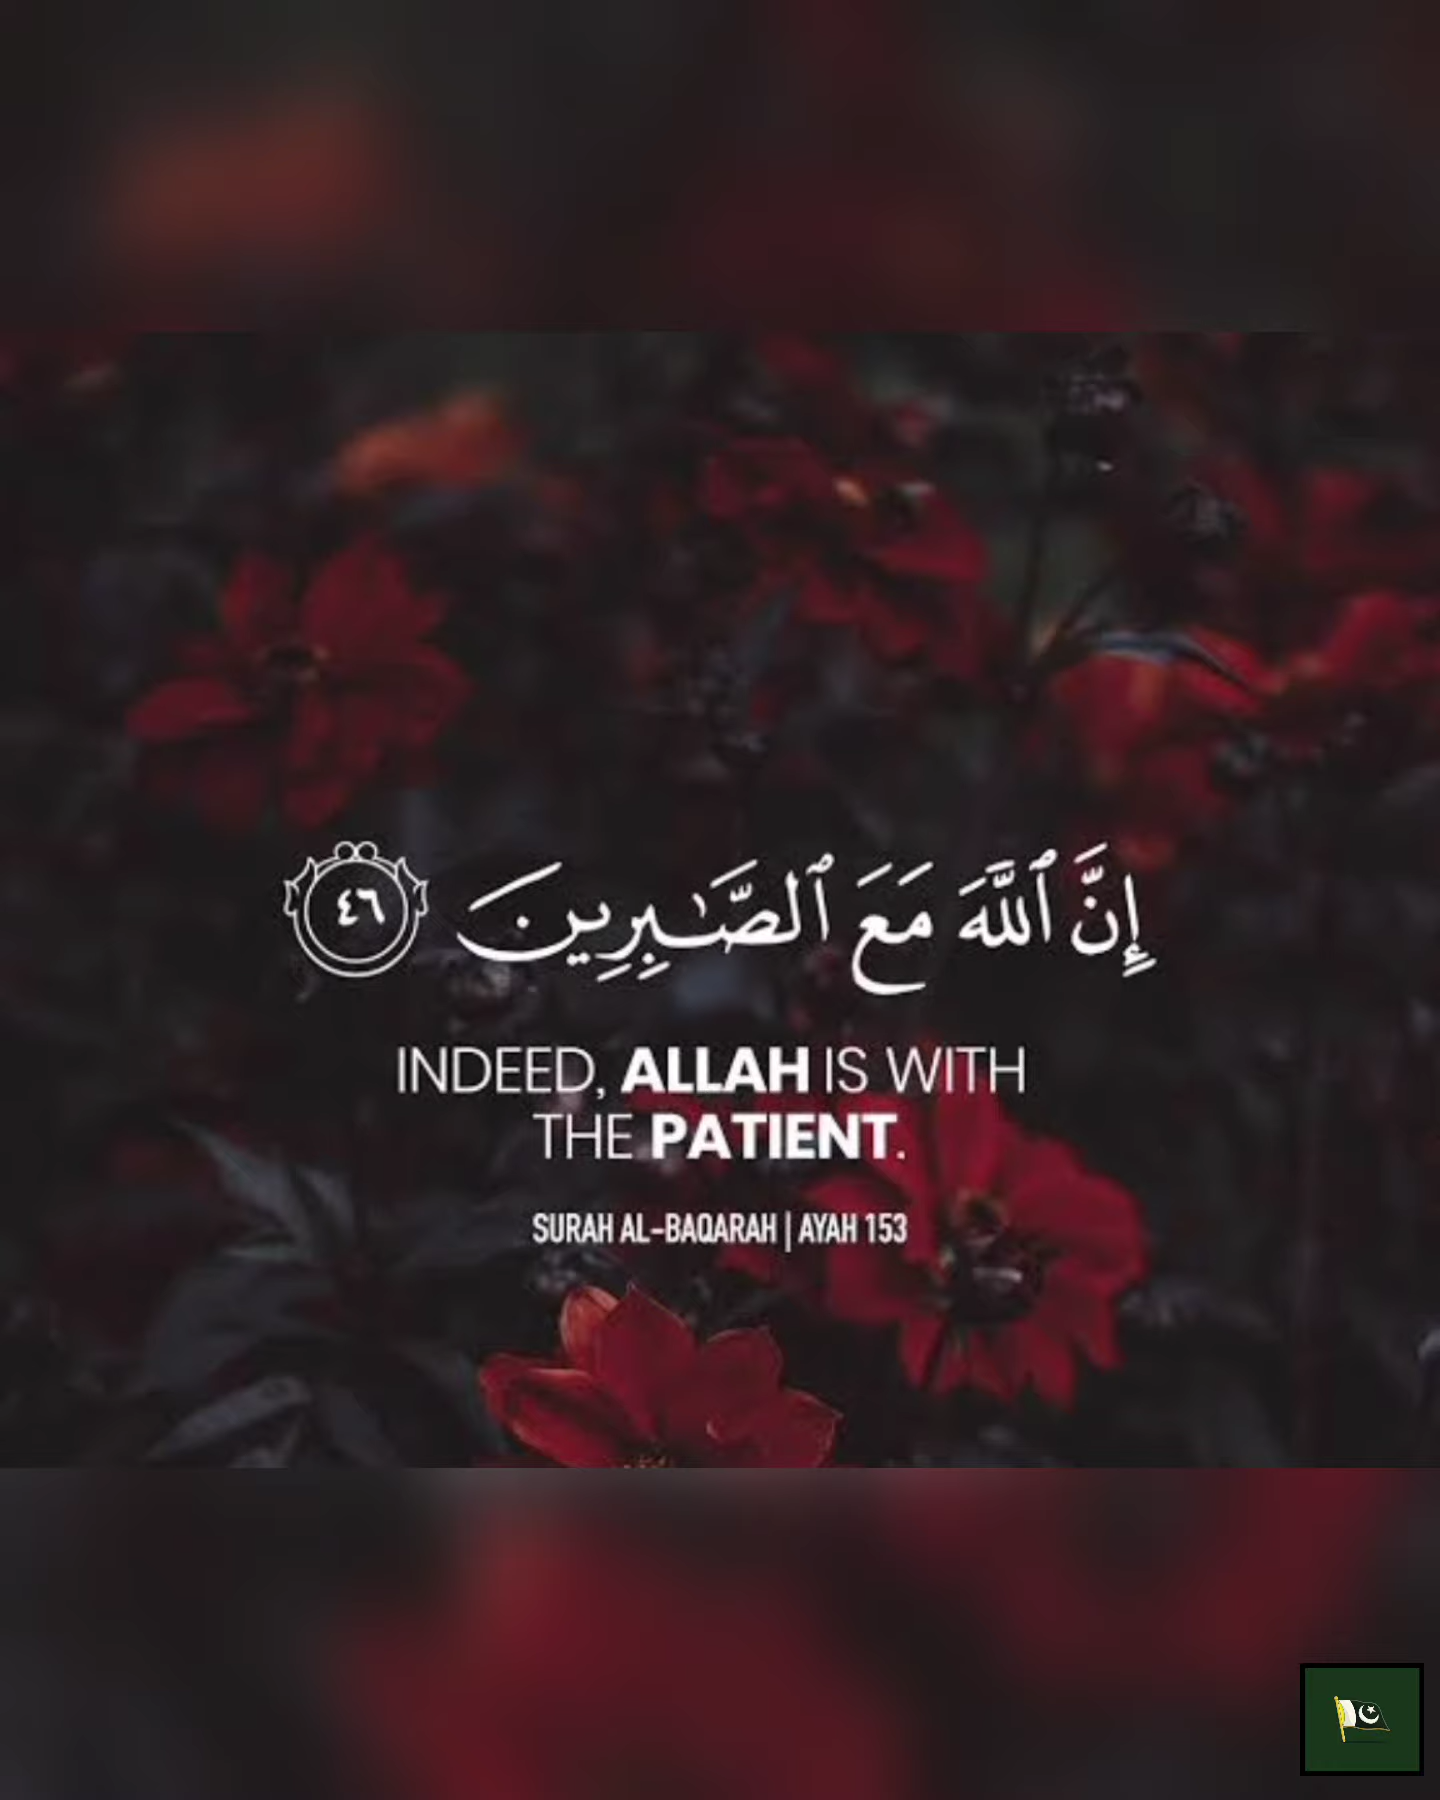 إِنَّ ٱللَّهَ مَعَ ٱلصَّـٰبِرِينَ ٤٦
INDEED, ALLAH IS WITH
THE PATIENT.
SURAH AL-BAQARAH | AYAH 153